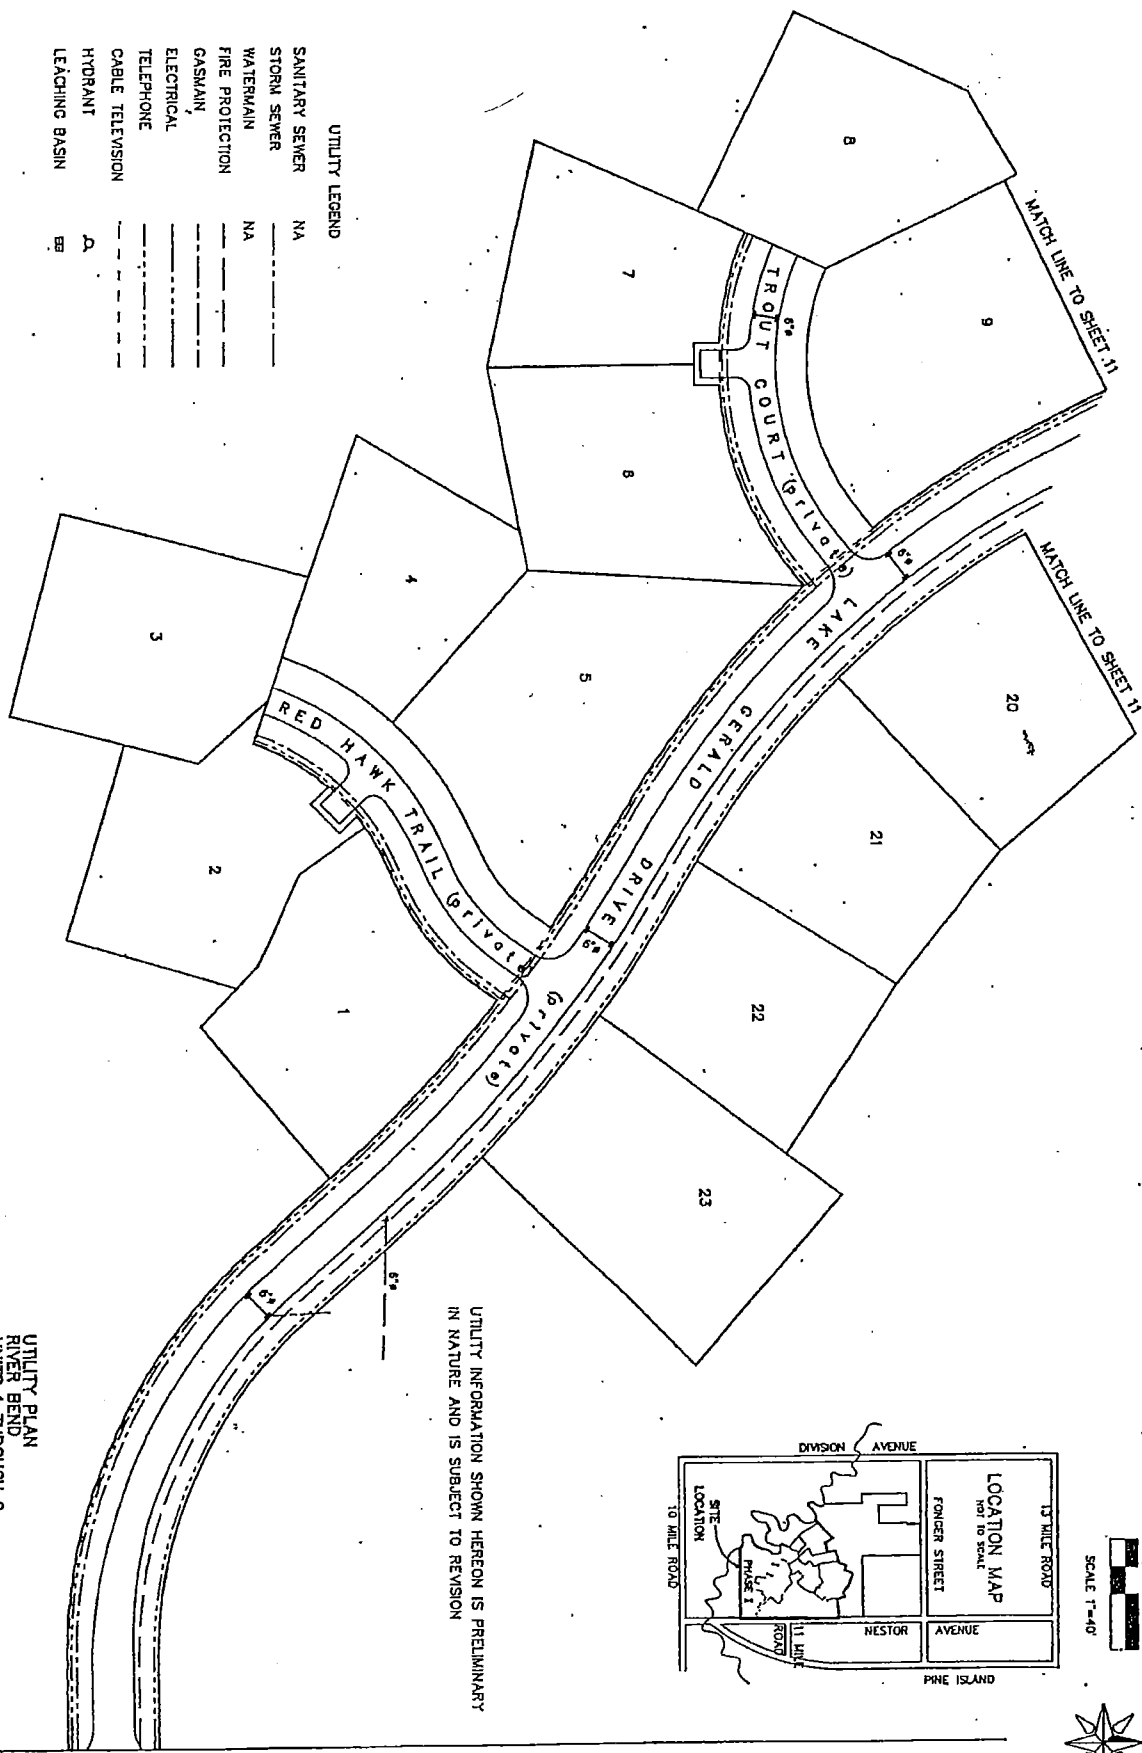 MATCH LINE TO SHEET 11
MATCH LINE TO SHEET 11
8
9
7
TROUT COURT (private)
6"ø
8
6"ø
20
4
3
5
LAKE GERALD DRIVE (private)
21
RED HAWK TRAIL (private)
2
1
6"ø
22
23
6"ø
6"ø
UTILITY LEGEND
SANITARY SEWER NA
STORM SEWER
WATERMAIN NA
FIRE PROTECTION
GASMAIN
ELECTRICAL
TELEPHONE
CABLE TELEVISION
HYDRANT
LEACHING BASIN
UTILITY INFORMATION SHOWN HEREON IS PRELIMINARY
IN NATURE AND IS SUBJECT TO REVISION
SCALE 1"=40'
13 MILE ROAD
LOCATION MAP
NOT TO SCALE
FONGER STREET
DIVISION AVENUE
NESTOR AVENUE
PINE ISLAND
SITE
LOCATION
PHASE I
11 MILE
ROAD
10 MILE ROAD
UTILITY PLAN
RIVER BEND